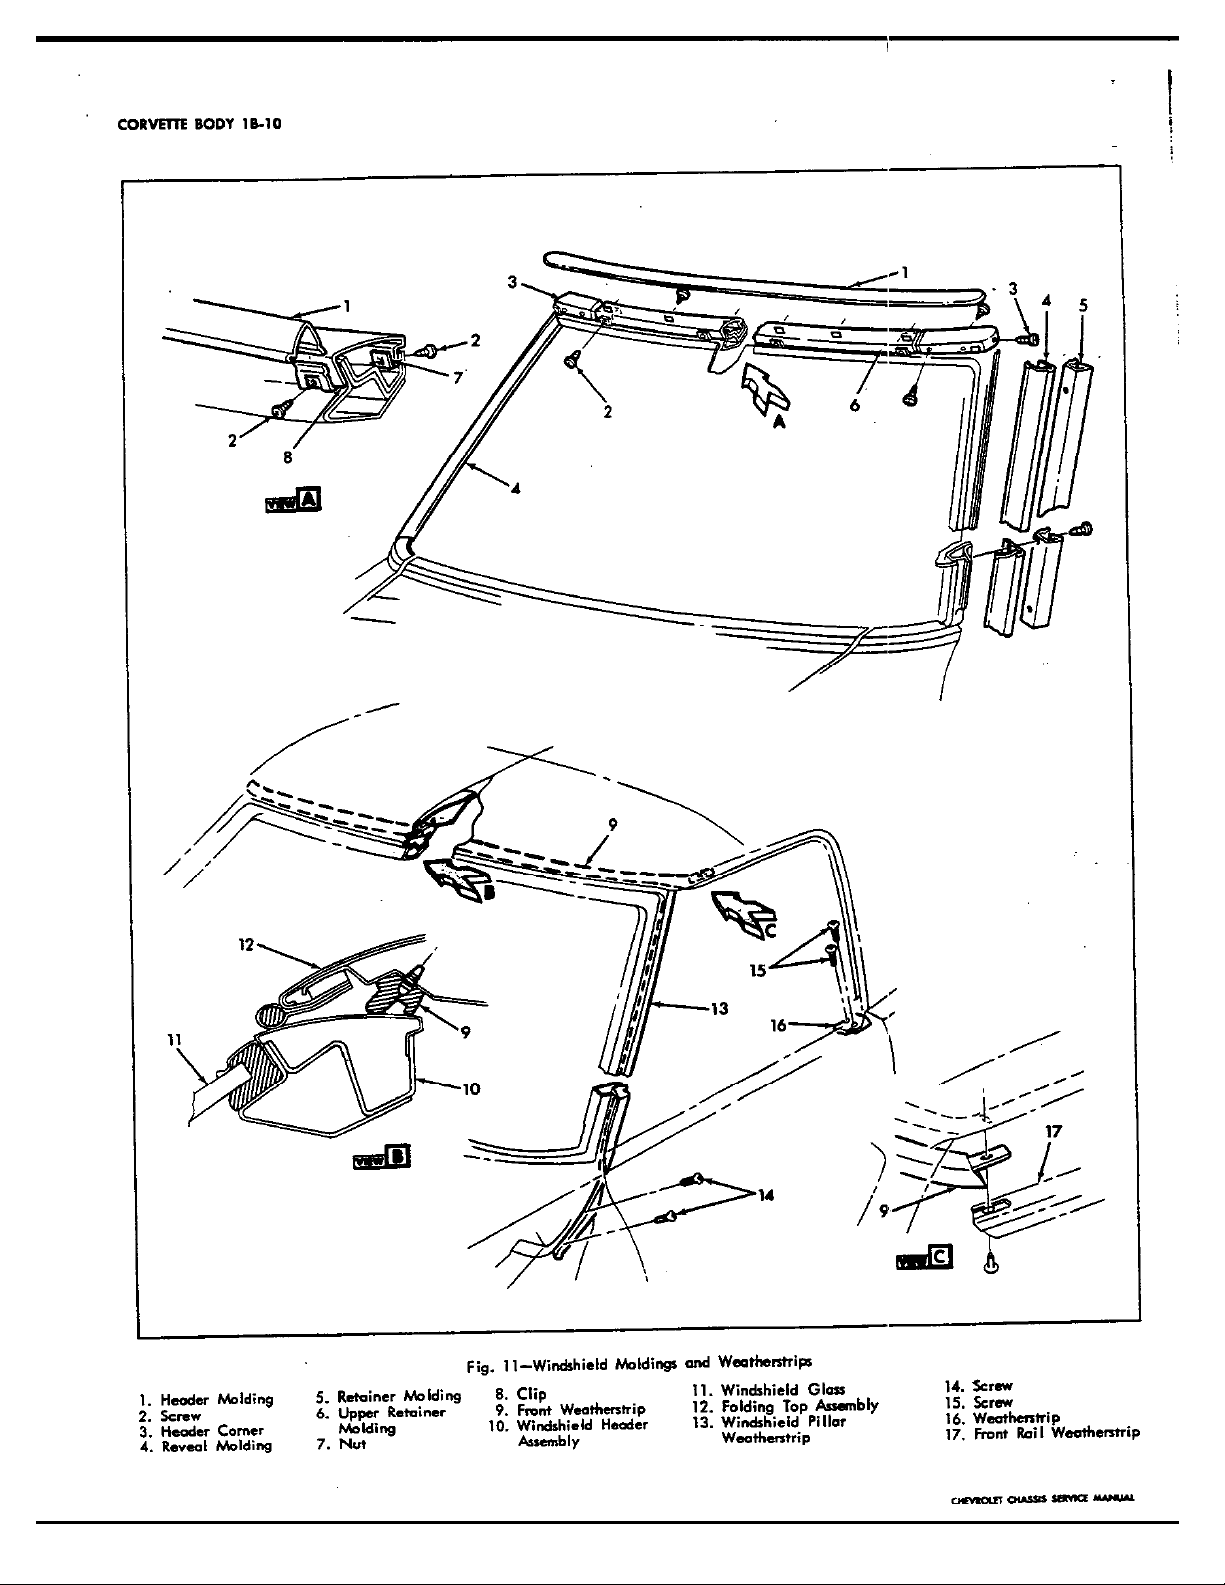 CORVETTE BODY 1B-10
1
3
3
4
5
1
2
7
2
6
A
2
8
4
VIEW A
9
B
C
12
15
13
16
9
11
10
17
VIEW B
14
9
VIEW C
Fig. 11—Windshield Moldings and Weatherstrips
1. Header Molding
2. Screw
3. Header Corner
4. Reveal Molding
5. Retainer Molding
6. Upper Retainer
Molding
7. Nut
8. Clip
9. Front Weatherstrip
10. Windshield Header
Assembly
11. Windshield Glass
12. Folding Top Assembly
13. Windshield Pillar
Weatherstrip
14. Screw
15. Screw
16. Weatherstrip
17. Front Rail Weatherstrip
CHEVROLET CHASSIS SERVICE MANUAL